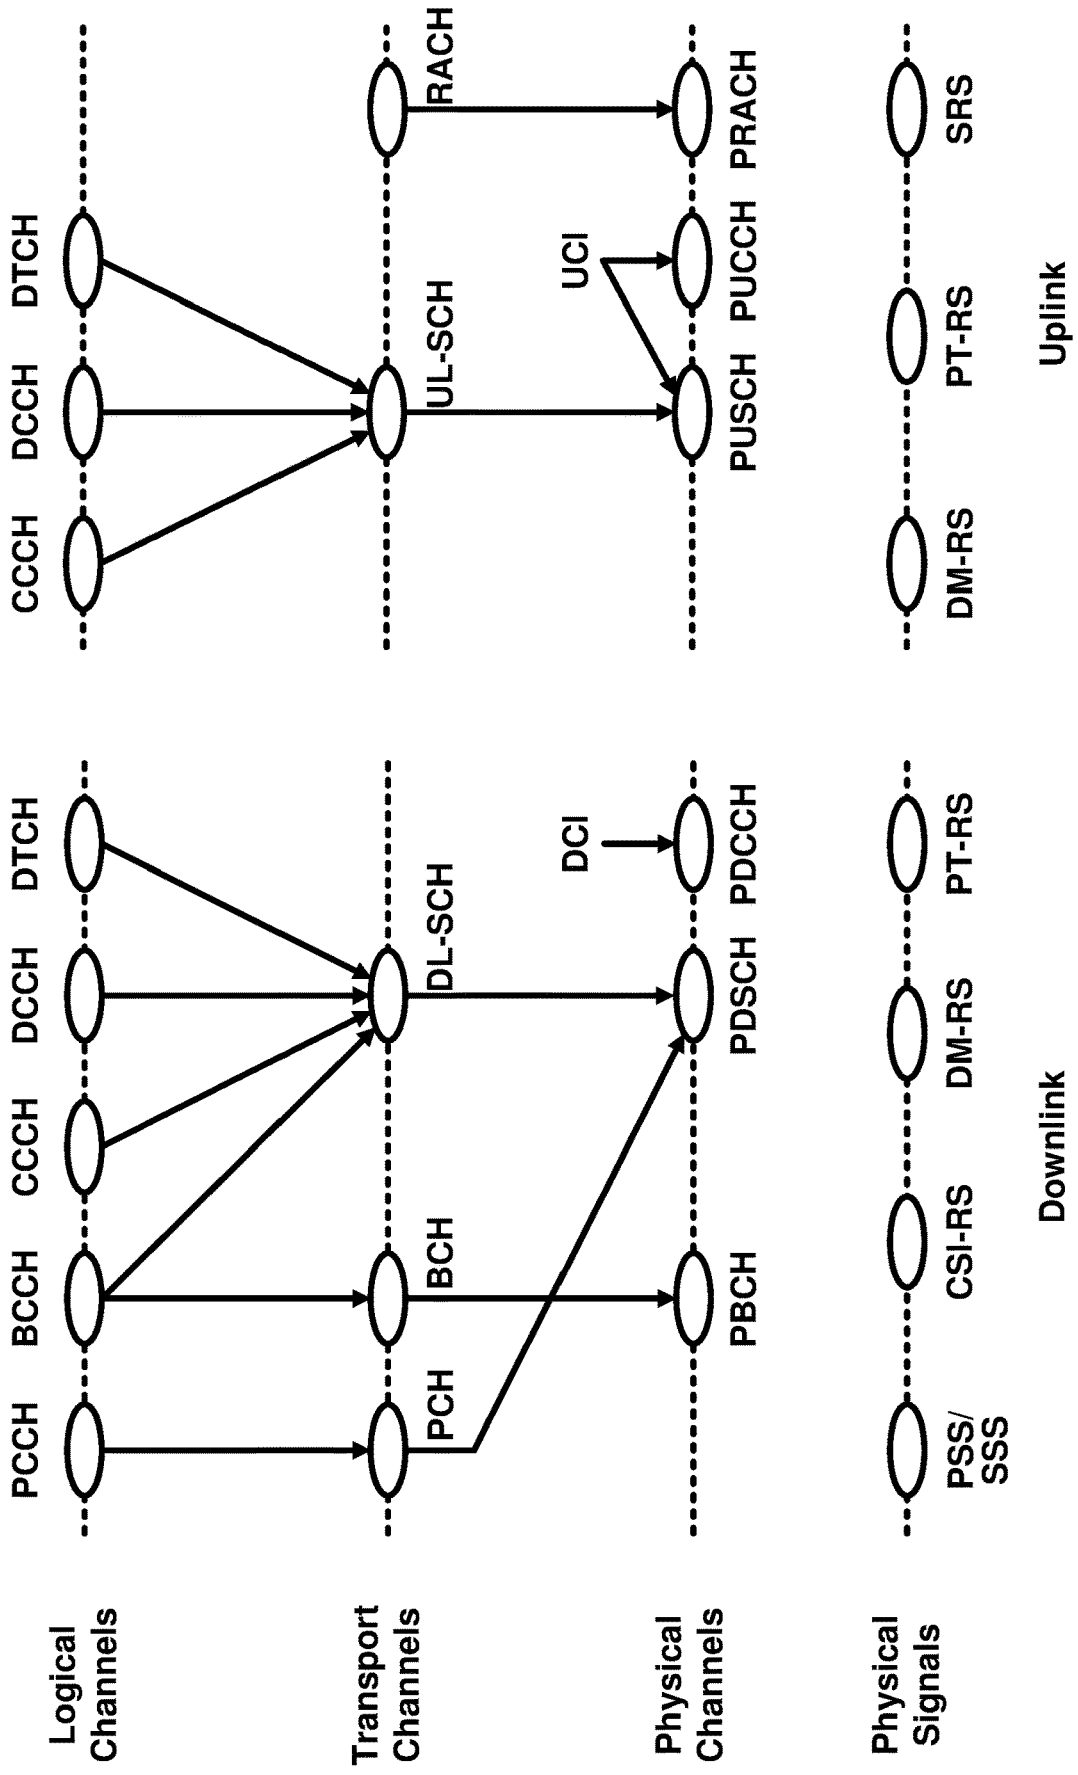 Logical
Channels
PCCH
BCCH
CCCH
DCCH
DTCH
CCCH
DCCH
DTCH
Transport
Channels
PCH
BCH
DL-SCH
UL-SCH
RACH
DCI
UCI
Physical
Channels
PBCH
PDSCH
PDCCH
PUSCH
PUCCH
PRACH
Physical
Signals
PSS/
SSS
CSI-RS
DM-RS
PT-RS
DM-RS
PT-RS
SRS
Downlink
Uplink